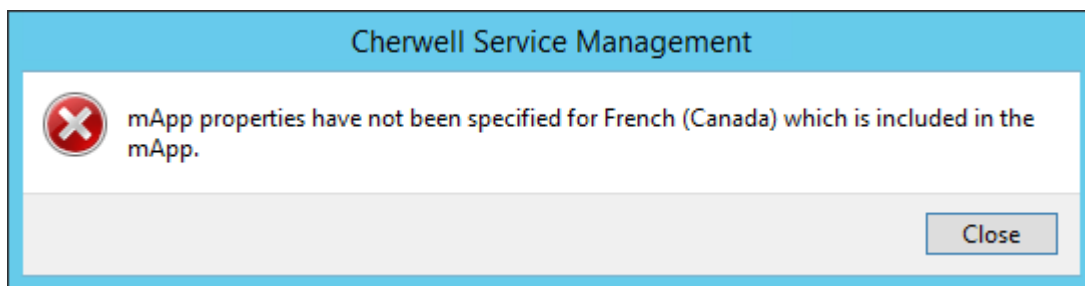 Cherwell Service Management
mApp properties have not been specified for French (Canada) which is included in the
mApp.
Close